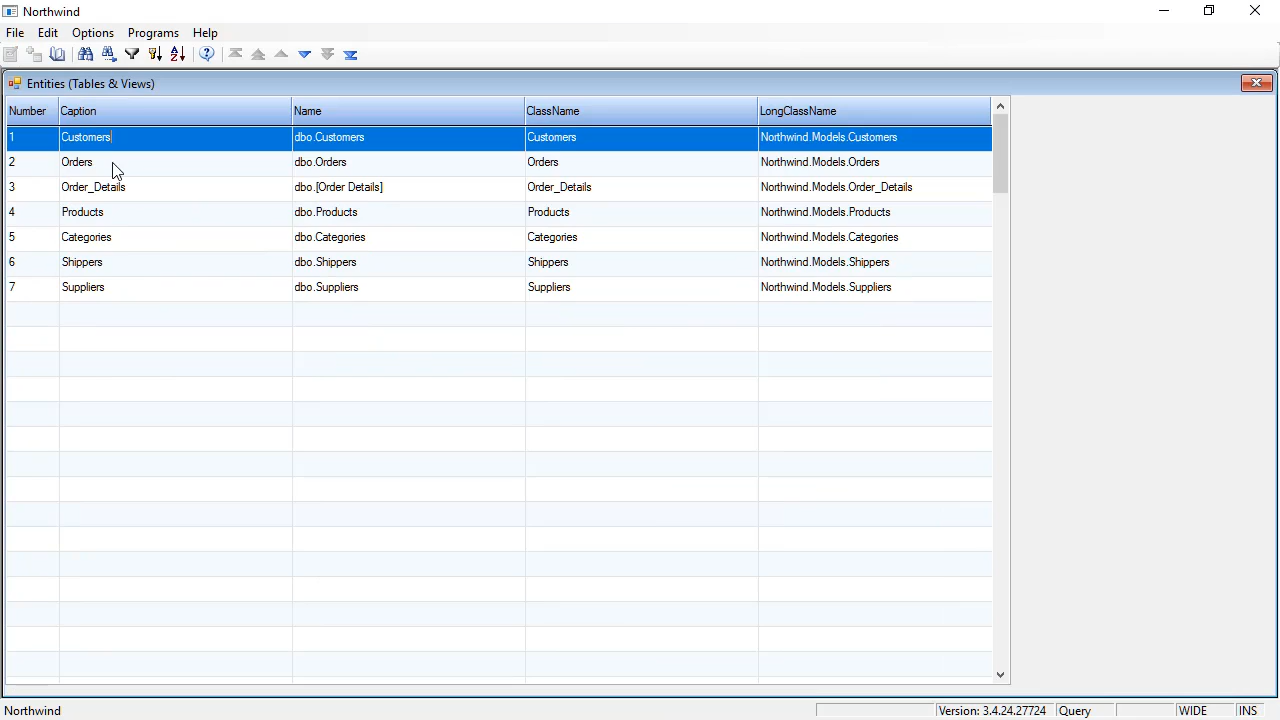 Northwind
File Edit Options Programs Help
Entities (Tables & Views)
Number Caption Name ClassName LongClassName
1 Customers dbo.Customers Customers Northwind.Models.Customers
2 Orders dbo.Orders Orders Northwind.Models.Orders
3 Order_Details dbo.[Order Details] Order_Details Northwind.Models.Order_Details
4 Products dbo.Products Products Northwind.Models.Products
5 Categories dbo.Categories Categories Northwind.Models.Categories
6 Shippers dbo.Shippers Shippers Northwind.Models.Shippers
7 Suppliers dbo.Suppliers Suppliers Northwind.Models.Suppliers
Northwind Version: 3.4.24.27724 Query WIDE INS